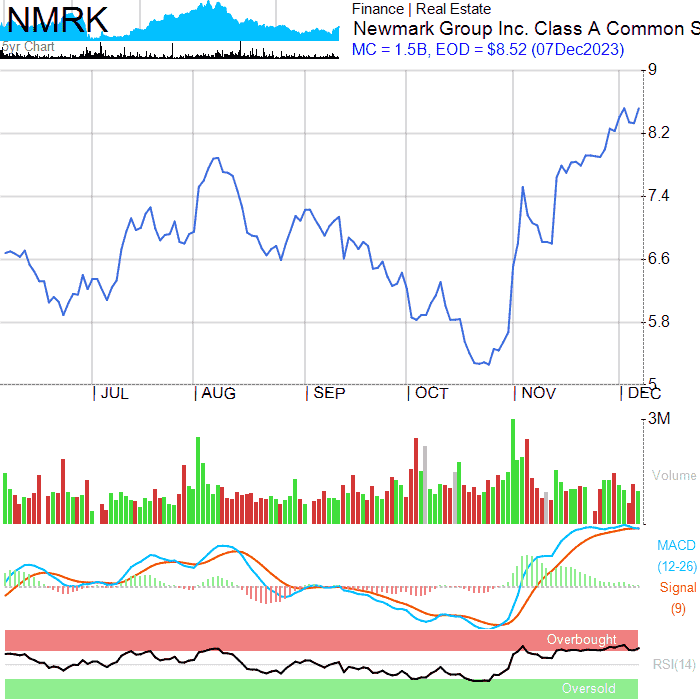 NMRK
5yr Chart
Finance | Real Estate
Newmark Group Inc. Class A Common S
MC = 1.5B, EOD = $8.52 (07Dec2023)
9
8.2
7.4
6.6
5.8
5
JUL AUG SEP OCT NOV DEC
3M
Volume
MACD
(12-26)
Signal
(9)
Overbought
RSI(14)
Oversold